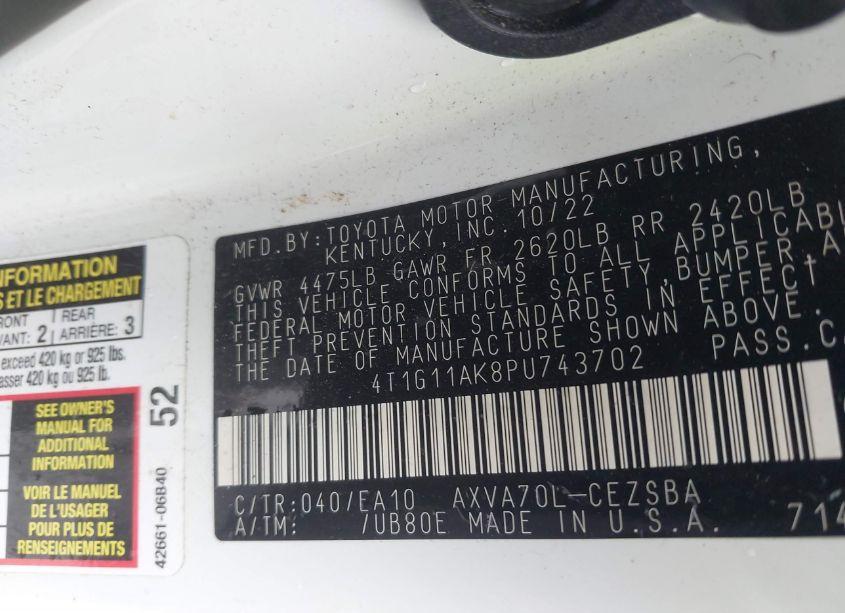 MFD. BY: TOYOTA MOTOR MANUFACTURING,
KENTUCKY, INC. 10/22
GVWR 4475LB GAWR FR 2620LB RR 2420LB
THIS VEHICLE CONFORMS TO ALL APPLICABL
FEDERAL MOTOR VEHICLE SAFETY, BUMPER, A
THEFT PREVENTION STANDARDS IN EFFECT
THE DATE OF MANUFACTURE SHOWN ABOVE.
4T1G11AK8PU743702 PASS. CA
C/TR: 040/EA10 AXVA70L-CEZSBA
A/TM: /UB80E MADE IN U.S.A. 714
INFORMATION
S ET LE CHARGEMENT
FRONT
VANT: 2
REAR
ARRIÈRE: 3
exceed 420 kg or 925 lbs.
asser 420 kg ou 925 lb.
SEE OWNER'S
MANUAL FOR
ADDITIONAL
INFORMATION
VOIR LE MANUEL
DE L'USAGER
POUR PLUS DE
RENSEIGNEMENTS
42661-06B40
52